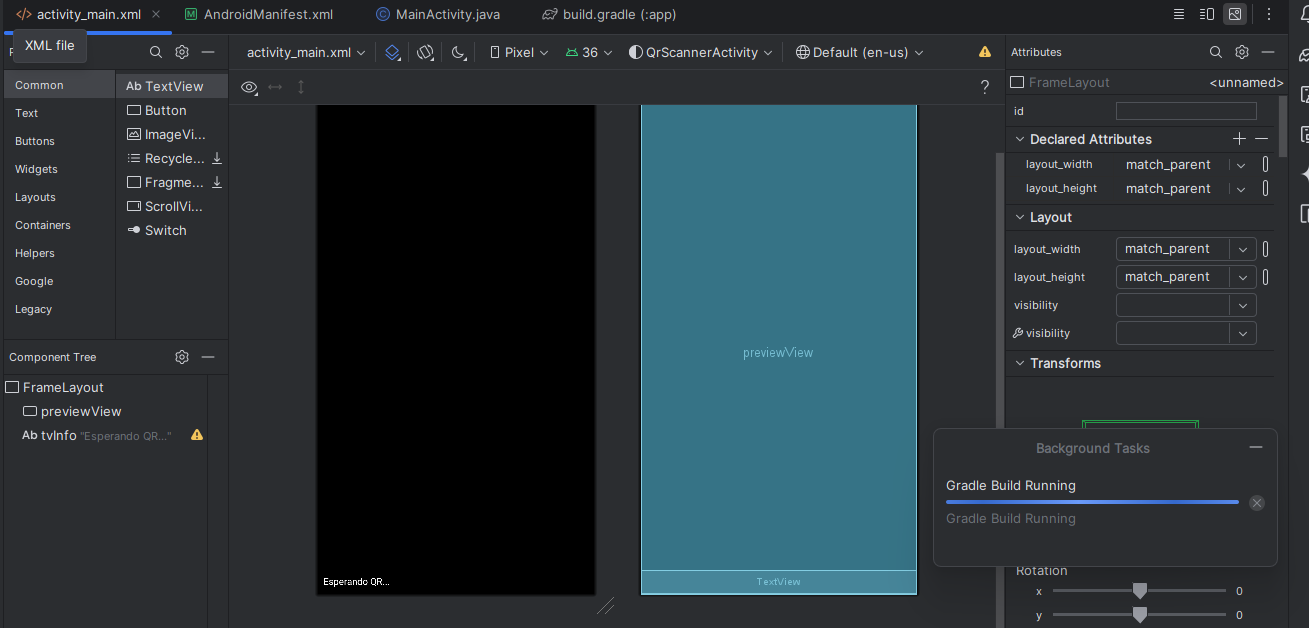 </> activity_main.xml
M AndroidManifest.xml
C MainActivity.java
build.gradle (:app)
XML file
activity_main.xml
Pixel
36
QrScannerActivity
Default (en-us)
Attributes
Common
Text
Buttons
Widgets
Layouts
Containers
Helpers
Google
Legacy
Ab TextView
Button
ImageVi...
Recycle...
Fragme...
ScrollVi...
Switch
?
Component Tree
FrameLayout
previewView
Ab tvInfo "Esperando QR..."
Esperando QR...
previewView
TextView
FrameLayout <unnamed>
id
Declared Attributes
layout_width match_parent
layout_height match_parent
Layout
layout_width match_parent
layout_height match_parent
visibility
visibility
Transforms
Background Tasks
Gradle Build Running
Gradle Build Running
Rotation
x 0
y 0